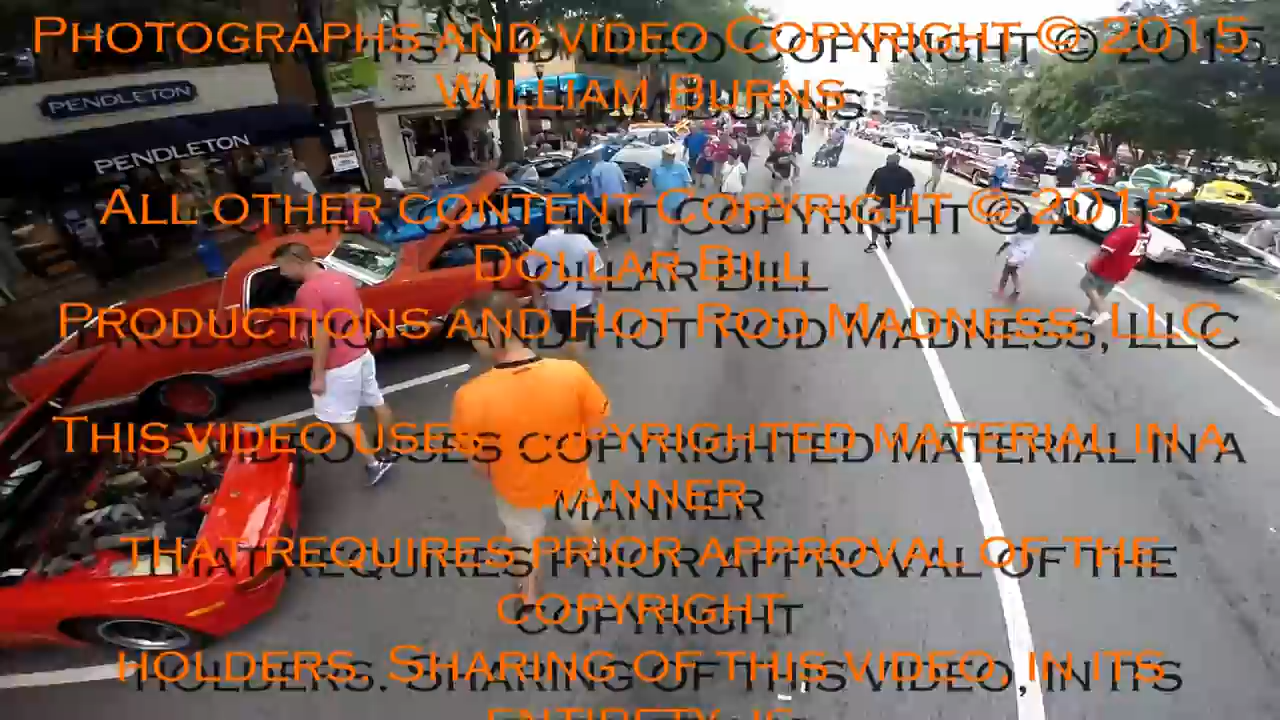 Photographs and video Copyright © 2015
William Burns
PENDLETON
PENDLETON
All other content Copyright © 2015
Dollar Bill
Productions and Hot Rod Madness, LLC
This video uses copyrighted material in a
manner
that requires prior approval of the
copyright
holders. Sharing of this video, in its
entirety, is